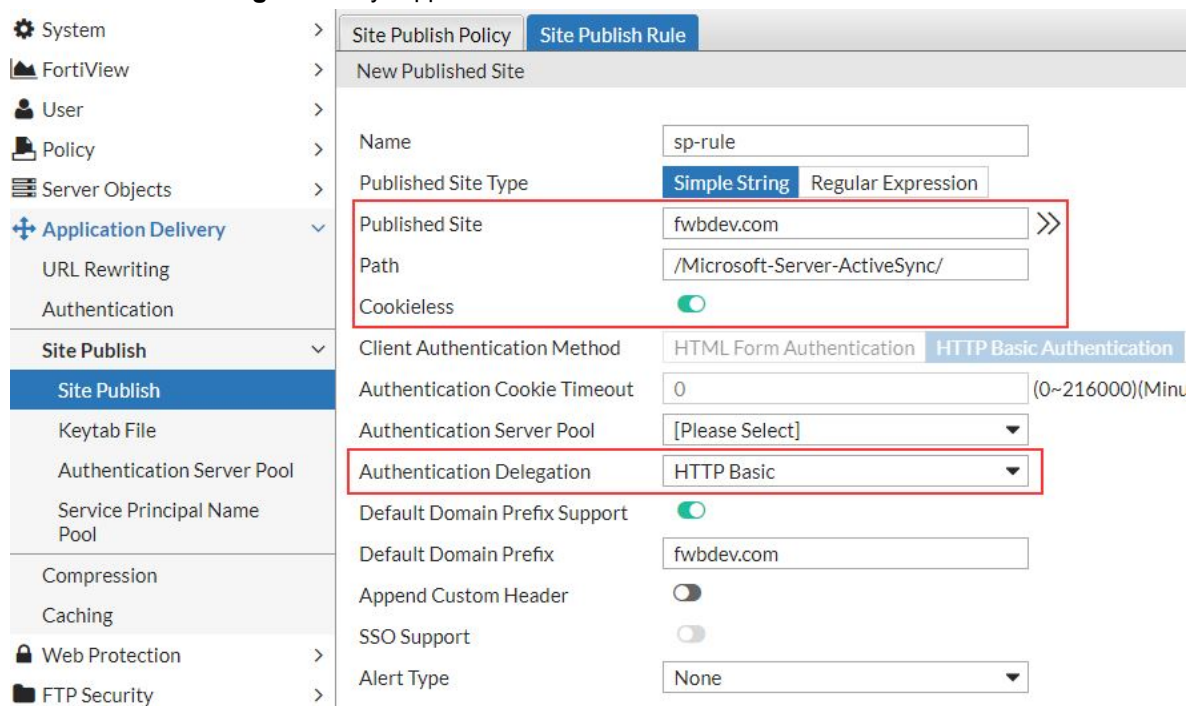 System
FortiView
User
Policy
Server Objects
Application Delivery
URL Rewriting
Authentication
Site Publish
Site Publish
Keytab File
Authentication Server Pool
Service Principal Name
Pool
Compression
Caching
Web Protection
FTP Security
Site Publish Policy Site Publish Rule
New Published Site
Name sp-rule
Published Site Type Simple String Regular Expression
Published Site fwbdev.com
Path /Microsoft-Server-ActiveSync/
Cookieless
Client Authentication Method HTML Form Authentication HTTP Basic Authentication
Authentication Cookie Timeout 0 (0~216000)(Minu
Authentication Server Pool [Please Select]
Authentication Delegation HTTP Basic
Default Domain Prefix Support
Default Domain Prefix fwbdev.com
Append Custom Header
SSO Support
Alert Type None